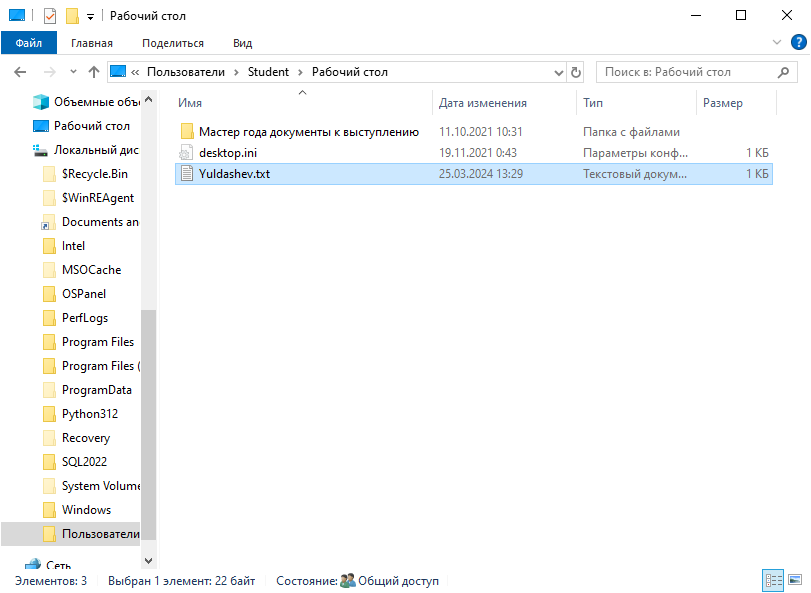 Рабочий стол
Файл Главная Поделиться Вид
« Пользователи › Student › Рабочий стол
Поиск в: Рабочий стол
Объемные объ
Рабочий стол
Локальный дис
$Recycle.Bin
$WinREAgent
Documents an
Intel
MSOCache
OSPanel
PerfLogs
Program Files
Program Files (
ProgramData
Python312
Recovery
SQL2022
System Volume
Windows
Пользователи
Сеть
Имя Дата изменения Тип Размер
Мастер года документы к выступлению 11.10.2021 10:31 Папка с файлами
desktop.ini 19.11.2021 0:43 Параметры конф... 1 КБ
Yuldashev.txt 25.03.2024 13:29 Текстовый докум... 1 КБ
Элементов: 3 Выбран 1 элемент: 22 байт Состояние: Общий доступ